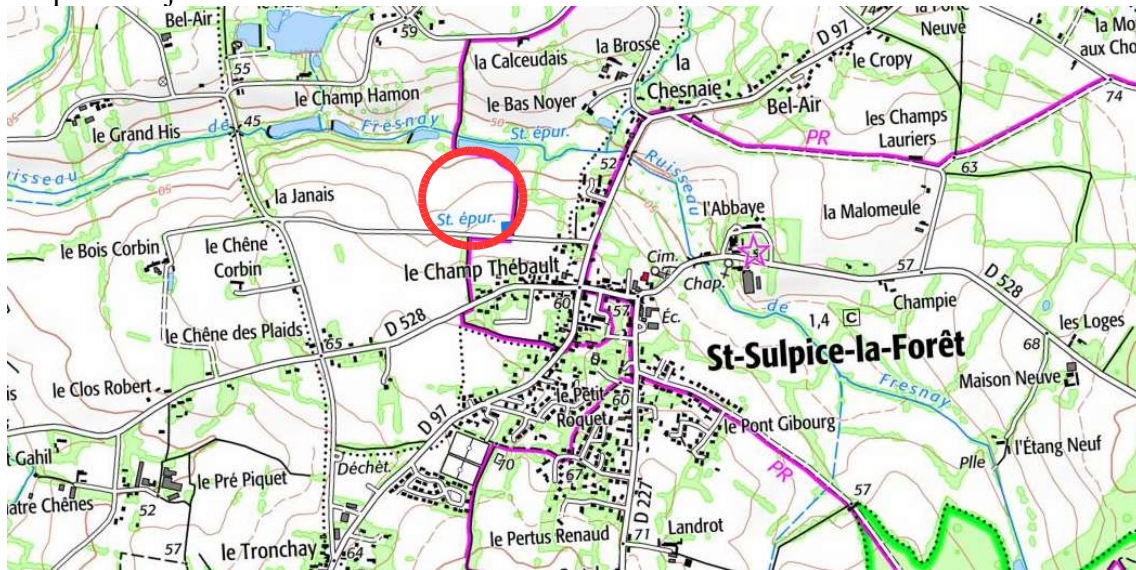 Bel-Air
59
la Brosse
la
D 97
74
Neuve
aux Cho
la Calceudais
le Cropy
55
Chesnaie
le Champ Hamon
le Bas Noyer
Bel-Air
74
le Grand His
45
de
Fresnay
50
St. épur.
PR
les Champs
Lauriers
Ruisseau
52
Ruisseau
63
la Janais
l'Abbaye
la Malomeule
St. épur.
le Bois Corbin
le Chêne
Corbin
le Champ Thébault
Cim.
Chap.
57
D 528
60
Champie
de
57
Éc.
1,4 C
les Loges
le Chêne des Plaids
D 528
65
St-Sulpice-la-Forêt
68
Fresnay
Maison Neuve
le Clos Robert
le Petit
Roquet
60
D 97
le Pont Gibourg
l'Étang Neuf
Plle
Gahil
Déchèt.
le Pré Piquet
PR
67
D 227
57
Chênes
52
Landrot
57
le Tronchay
64
le Pertus Renaud
71